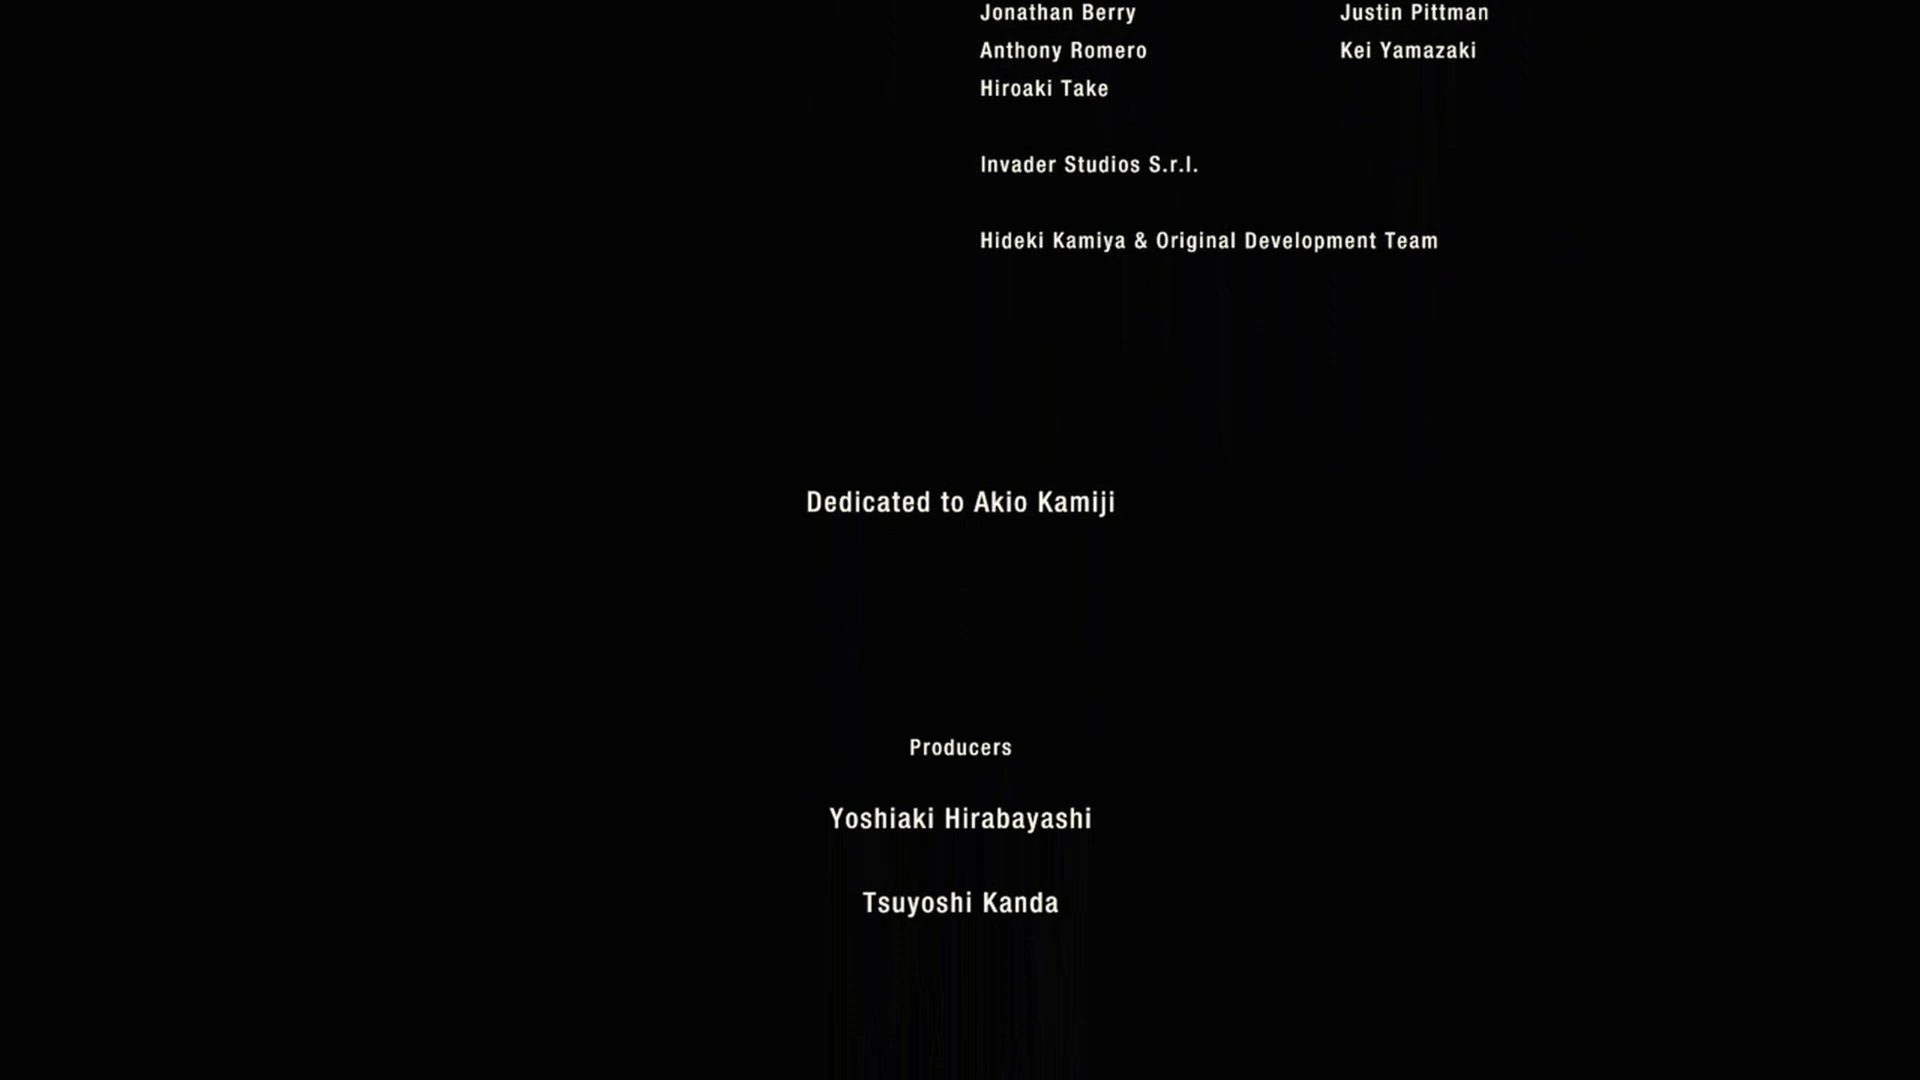 Jonathan Berry Justin Pittman
Anthony Romero Kei Yamazaki
Hiroaki Take
Invader Studios S.r.l.
Hideki Kamiya & Original Development Team
Dedicated to Akio Kamiji
Producers
Yoshiaki Hirabayashi
Tsuyoshi Kanda